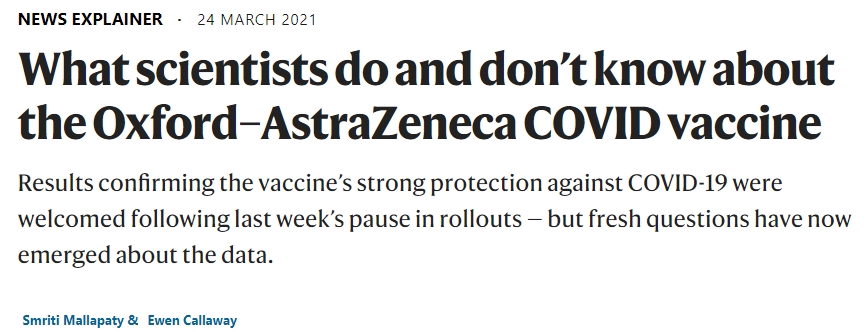 NEWS EXPLAINER · 24 MARCH 2021
What scientists do and don’t know about
the Oxford–AstraZeneca COVID vaccine
Results confirming the vaccine’s strong protection against COVID-19 were
welcomed following last week’s pause in rollouts — but fresh questions have now
emerged about the data.
Smriti Mallapaty & Ewen Callaway